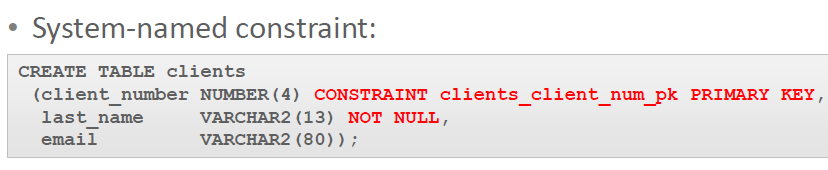 • System-named constraint:
CREATE TABLE clients
(client_number NUMBER(4) CONSTRAINT clients_client_num_pk PRIMARY KEY,
last_name VARCHAR2(13) NOT NULL,
email VARCHAR2(80));